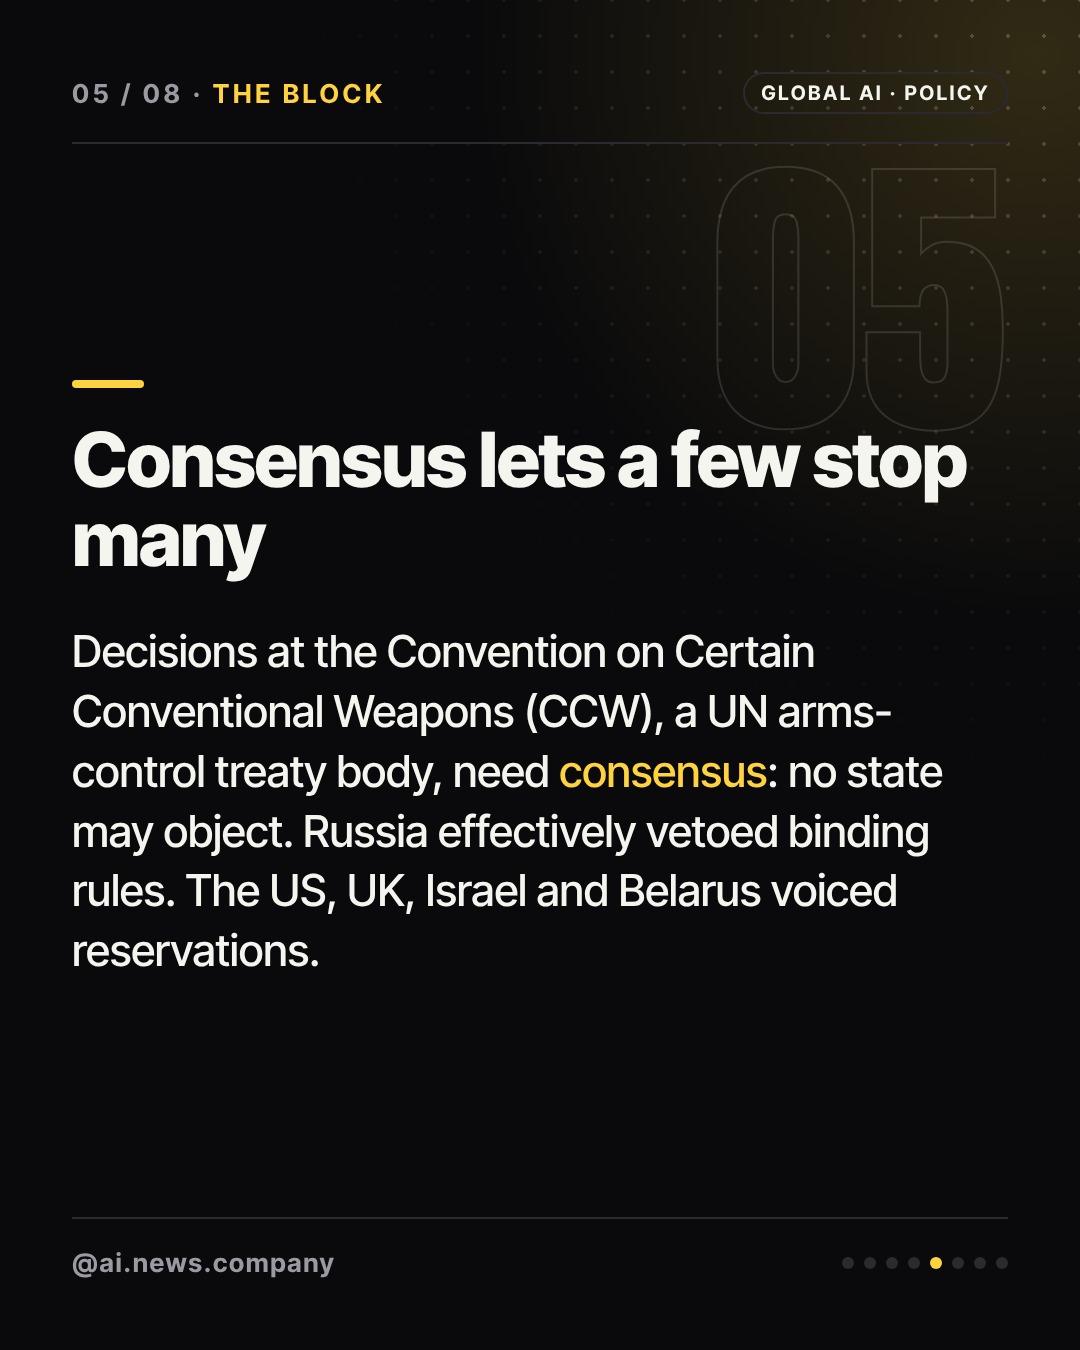 05 / 08 · THE BLOCK
GLOBAL AI · POLICY
05
Consensus lets a few stop
many
Decisions at the Convention on Certain
Conventional Weapons (CCW), a UN arms-
control treaty body, need consensus: no state
may object. Russia effectively vetoed binding
rules. The US, UK, Israel and Belarus voiced
reservations.
@ai.news.company